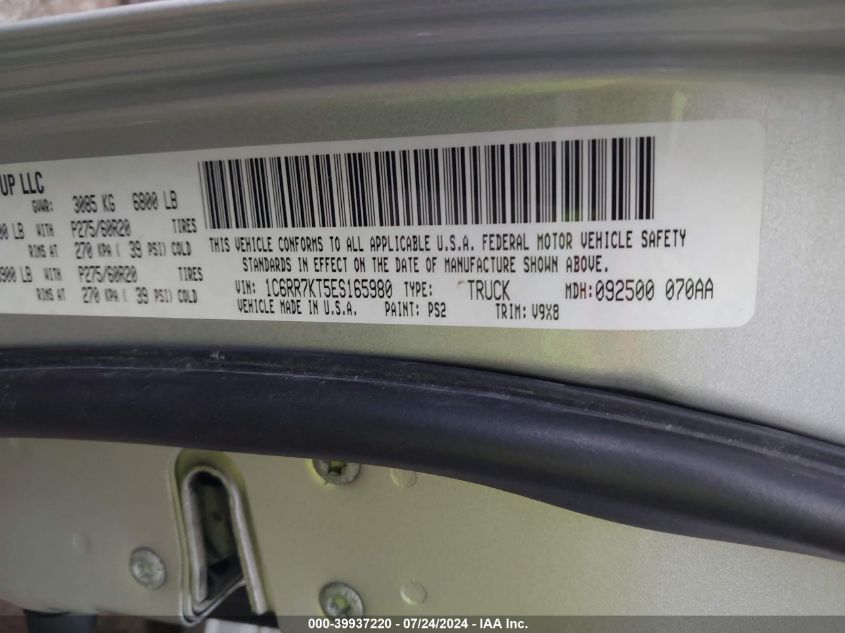 UP LLC
GVWR: 3085 KG 6800 LB
00 LB WITH P275/60R20 TIRES
RIMS AT 270 KPA ( 39 PSI) COLD
900 LB WITH P275/60R20 TIRES
RIMS AT 270 KPA ( 39 PSI) COLD
THIS VEHICLE CONFORMS TO ALL APPLICABLE U.S.A. FEDERAL MOTOR VEHICLE SAFETY
STANDARDS IN EFFECT ON THE DATE OF MANUFACTURE SHOWN ABOVE.
VIN: 1C6RR7KT5ES165980 TYPE: TRUCK MDH:092500 070AA
VEHICLE MADE IN U.S.A. PAINT: PS2 TRIM: V9X8
000-39937220 - 07/24/2024 - IAA Inc.